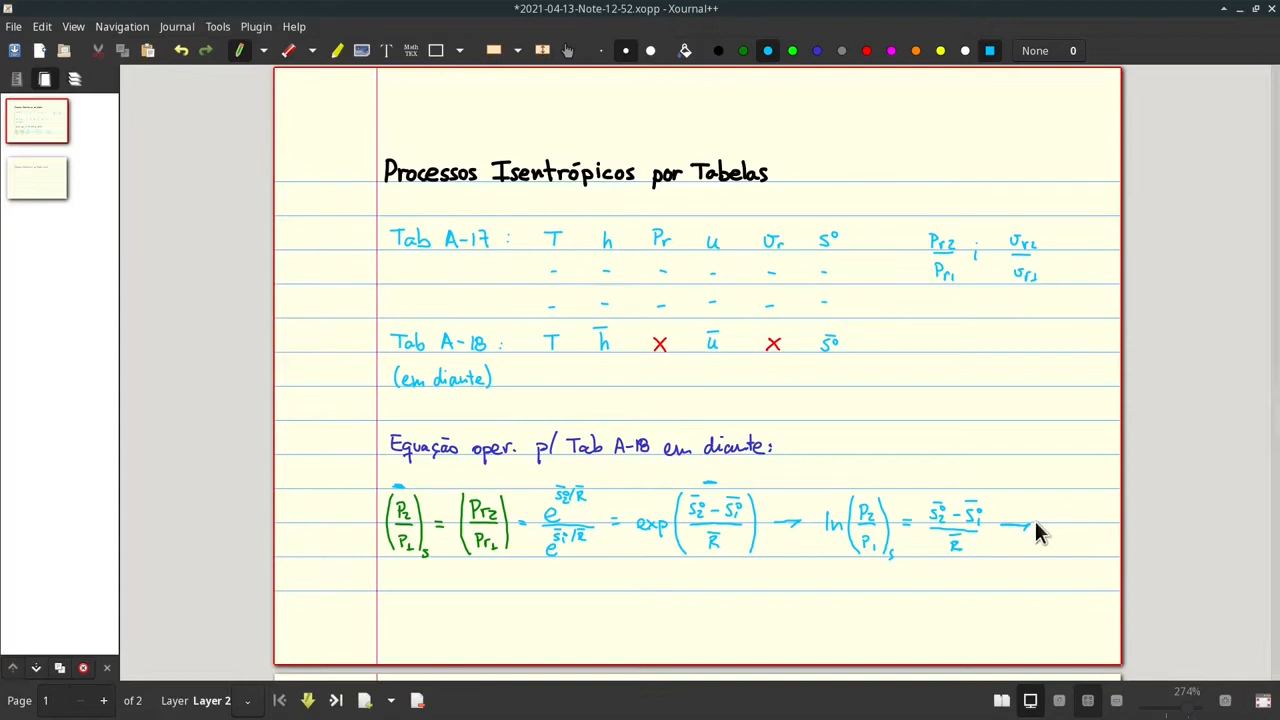 *2021-04-13-Note-12-52.xopp - Xournal++
File Edit View Navigation Journal Tools Plugin Help
Math TEX None 0
Processos Isentrópicos por Tabelas
Tab A-17 : T h Pr u vr s° Pr2/Pr1 ; vr2/vr1
- - - - - -
- - - - - -
Tab A-18 : T h̅ × u̅ × s̅°
(em diante)
Equação oper. p/ Tab A-18 em diante:
(P2/P1)s = (Pr2/Pr1) = e^(s̅2°/R̅) / e^(s̅1°/R̅) = exp((s̅2° - s̅1°)/R̅) → ln(P2/P1)s = (s̅2° - s̅1°)/R̅ →
Page 1 of 2 Layer Layer 2 274%